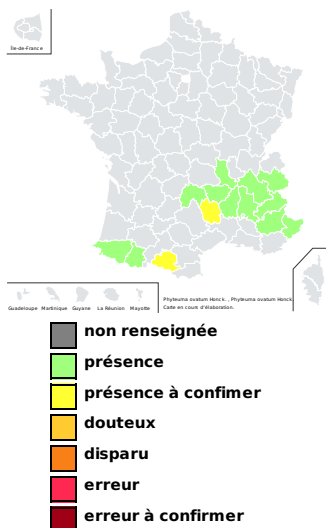 Île-de-France
Guadeloupe Martinique Guyane La Réunion Mayotte
Phyteuma ovatum Honck. , Phyteuma ovatum Honck.
Carte en cours d'élaboration.
non renseignée
présence
présence à confimer
douteux
disparu
erreur
erreur à confirmer